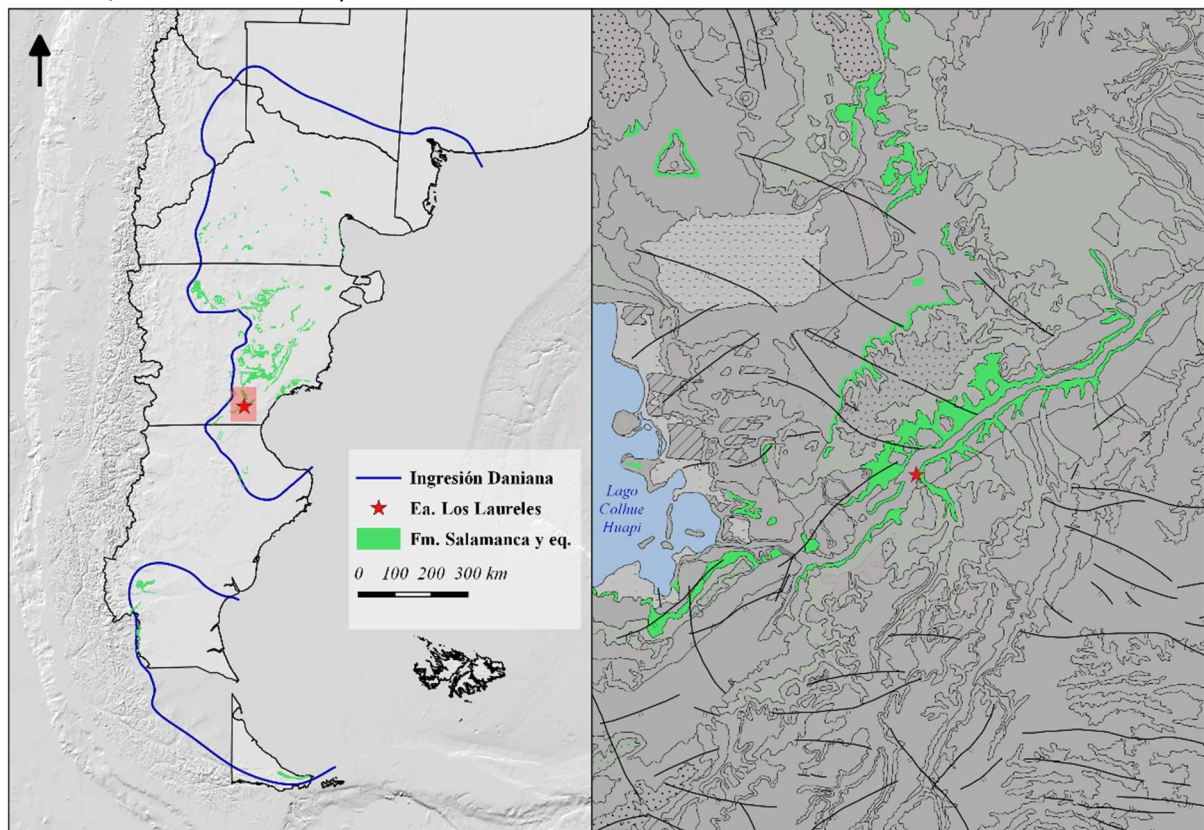 Ingresión Daniana
Ea. Los Laureles
Fm. Salamanca y eq.
0 100 200 300 km
Lago
Colhue
Huapi